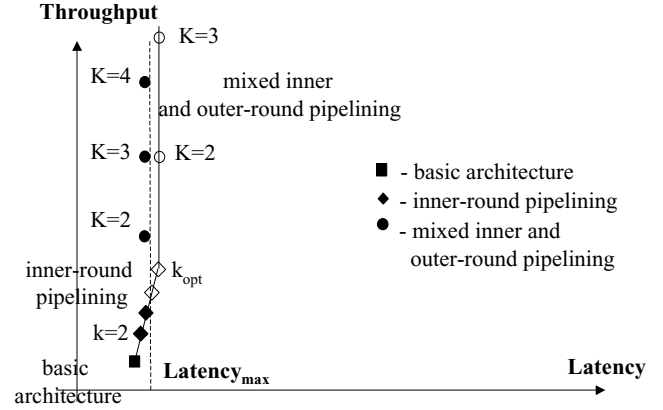 Throughput
K=3
K=4
mixed inner
and outer-round pipelining
K=3
K=2
- basic architecture
- inner-round pipelining
K=2
- mixed inner and
outer-round pipelining
inner-round
pipelining
k_opt
k=2
basic
architecture
Latency_max
Latency